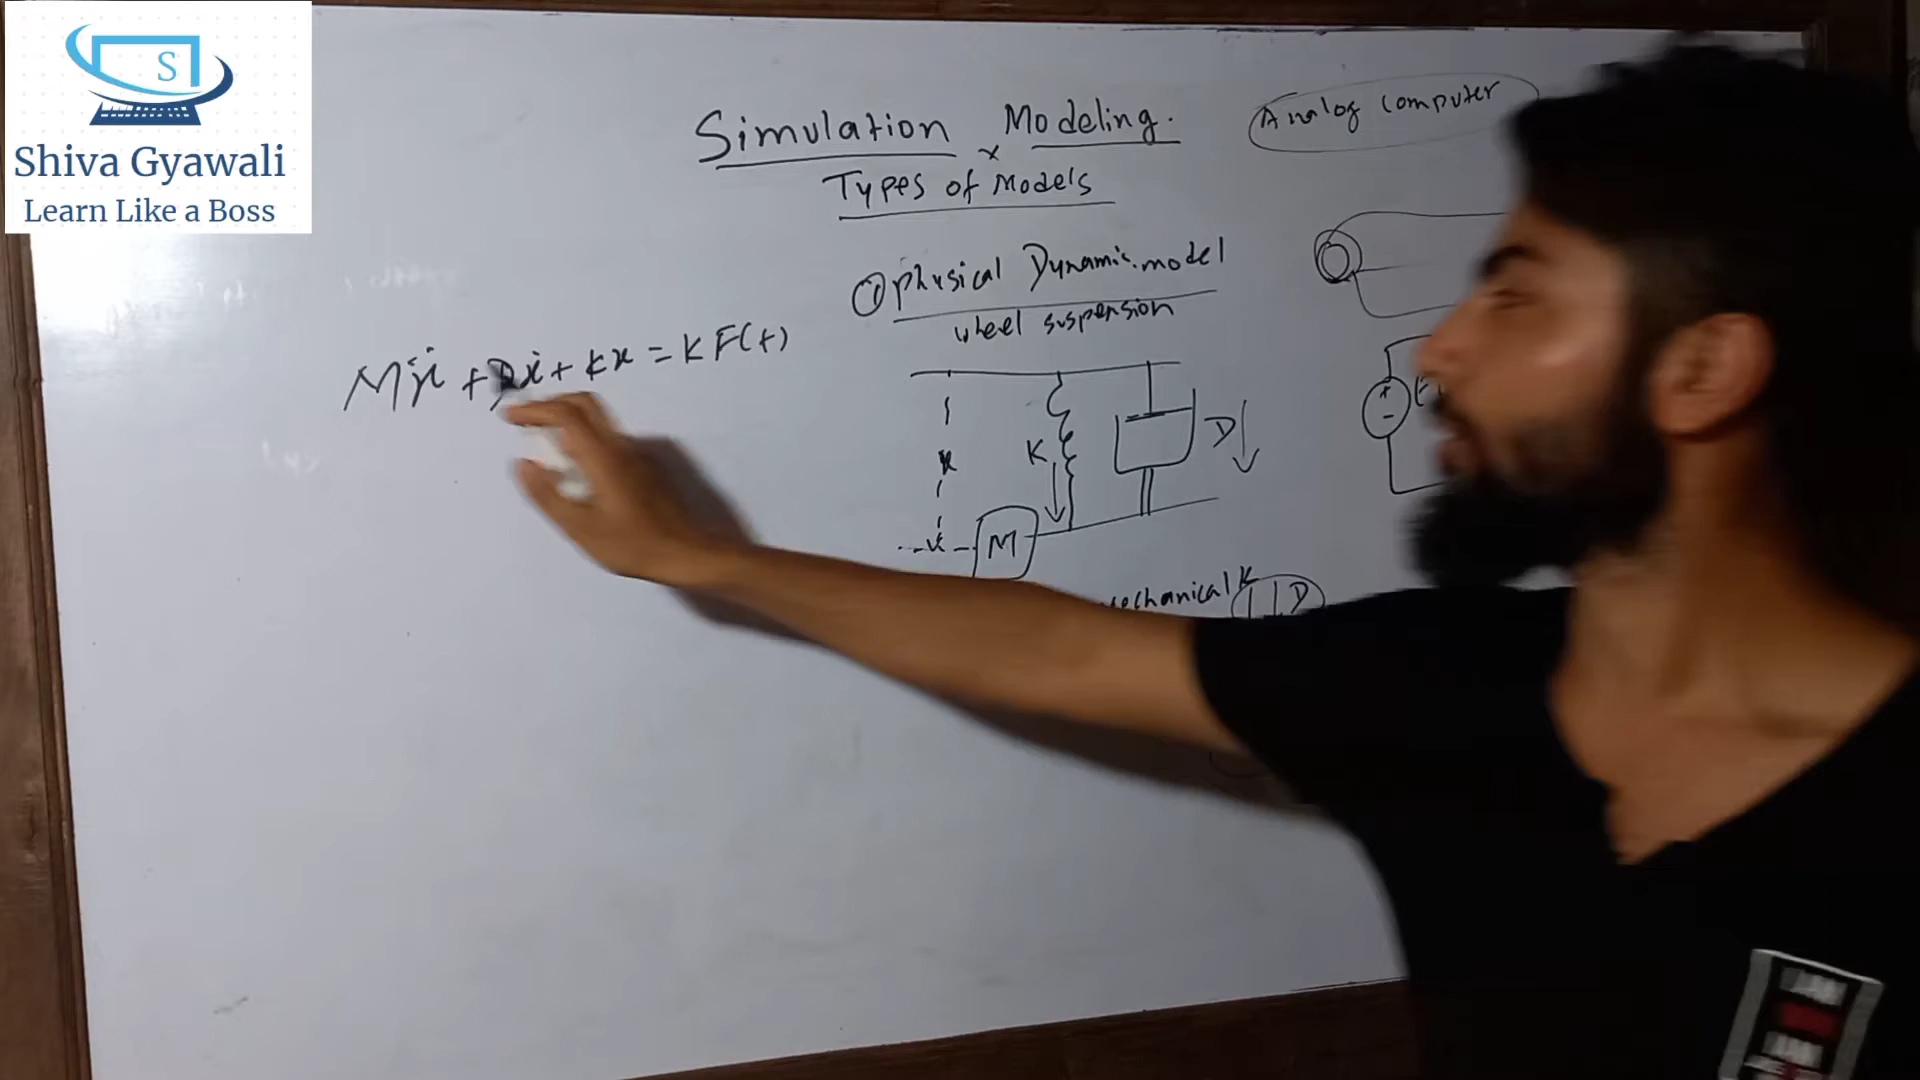 S
Shiva Gyawali
Learn Like a Boss
Simulation Modeling.
Types of Models
Analog Computer
① Physical Dynamic model
wheel suspension
Mẍ + Dẋ + Kx = K F(t)
x
K
D
M
+
-
mechanical K
D